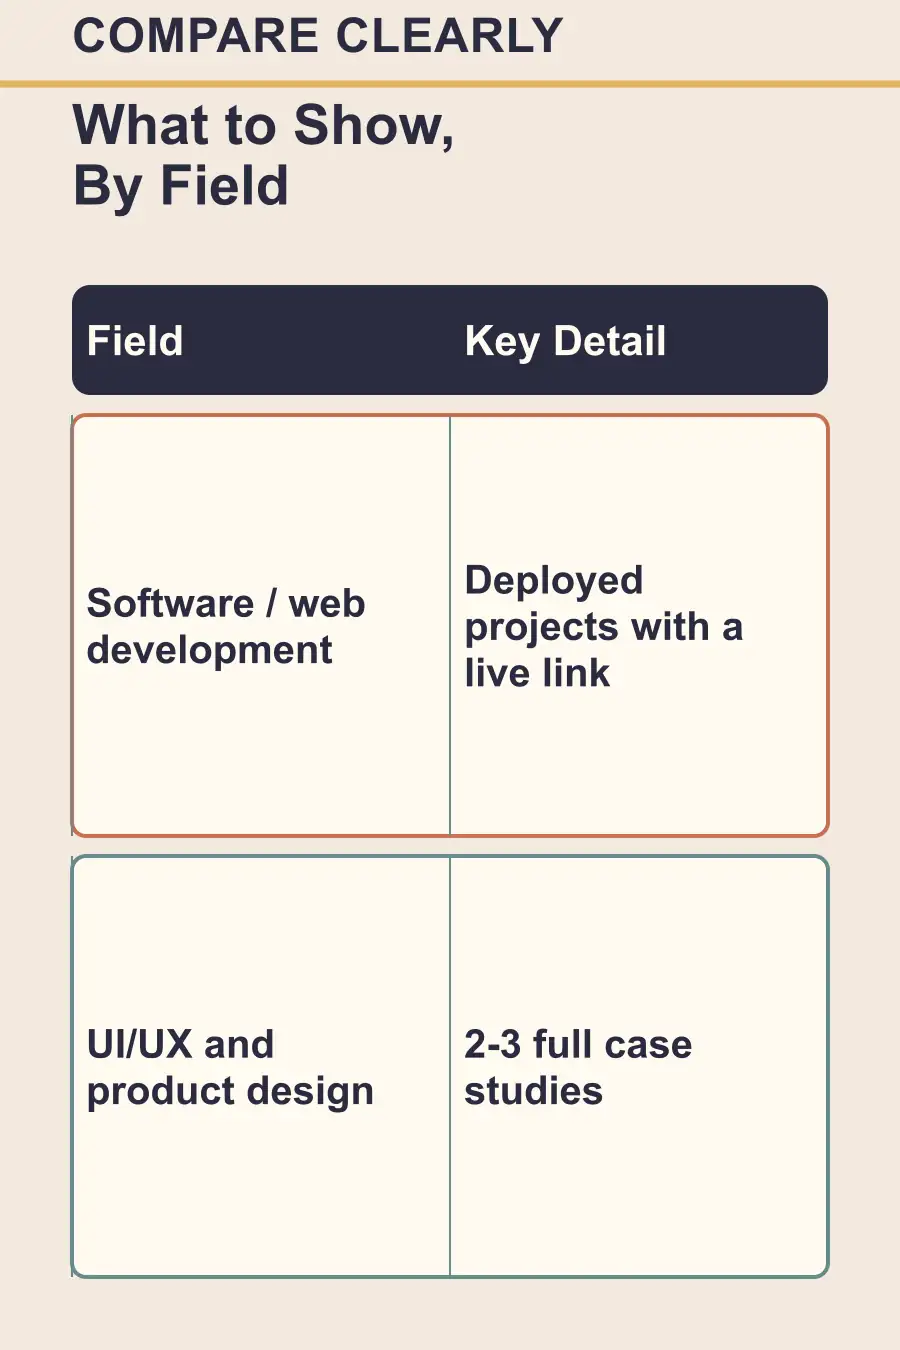 COMPARE CLEARLY
What to Show,
By Field
Field
Key Detail
Software / web
development
Deployed
projects with a
live link
UI/UX and
product design
2-3 full case
studies